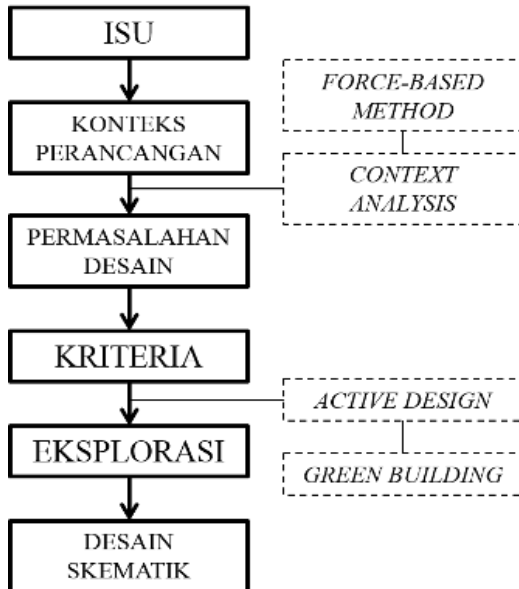 ISU
FORCE-BASED
METHOD
KONTEKS
PERANCANGAN
CONTEXT
ANALYSIS
PERMASALAHAN
DESAIN
KRITERIA
ACTIVE DESIGN
EKSPLORASI
GREEN BUILDING
DESAIN
SKEMATIK